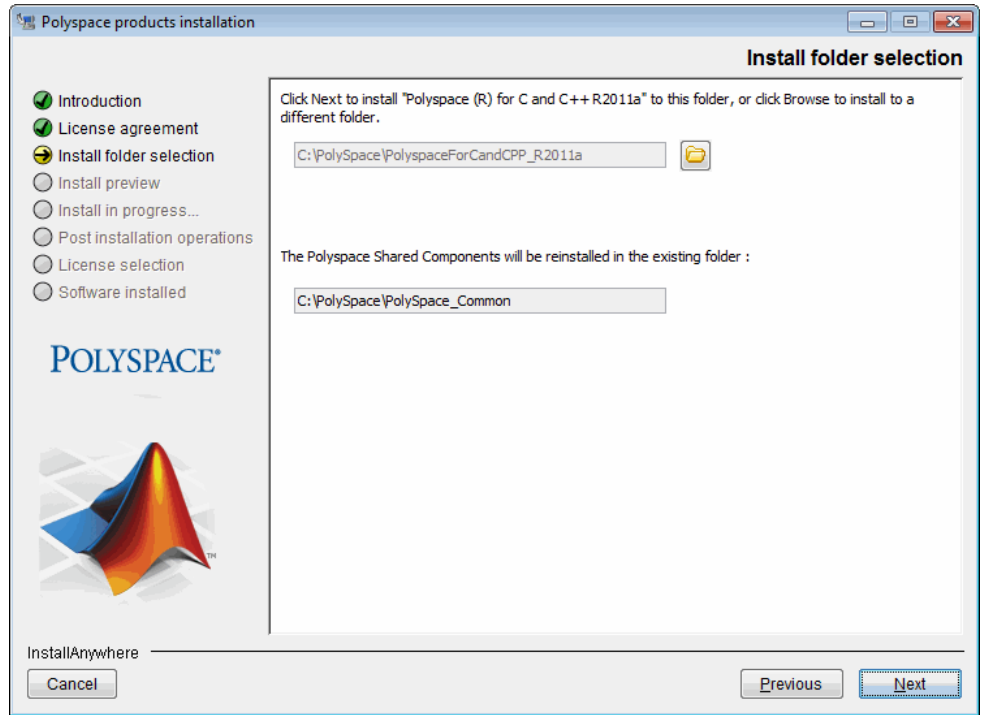 Polyspace products installation
Install folder selection
Introduction
License agreement
Install folder selection
Install preview
Install in progress...
Post installation operations
License selection
Software installed
POLYSPACE®
TM
Click Next to install "Polyspace (R) for C and C++ R2011a" to this folder, or click Browse to install to a
different folder.
C:\PolySpace\PolyspaceForCandCPP_R2011a
The Polyspace Shared Components will be reinstalled in the existing folder :
C:\PolySpace\PolySpace_Common
InstallAnywhere
Cancel
Previous
Next